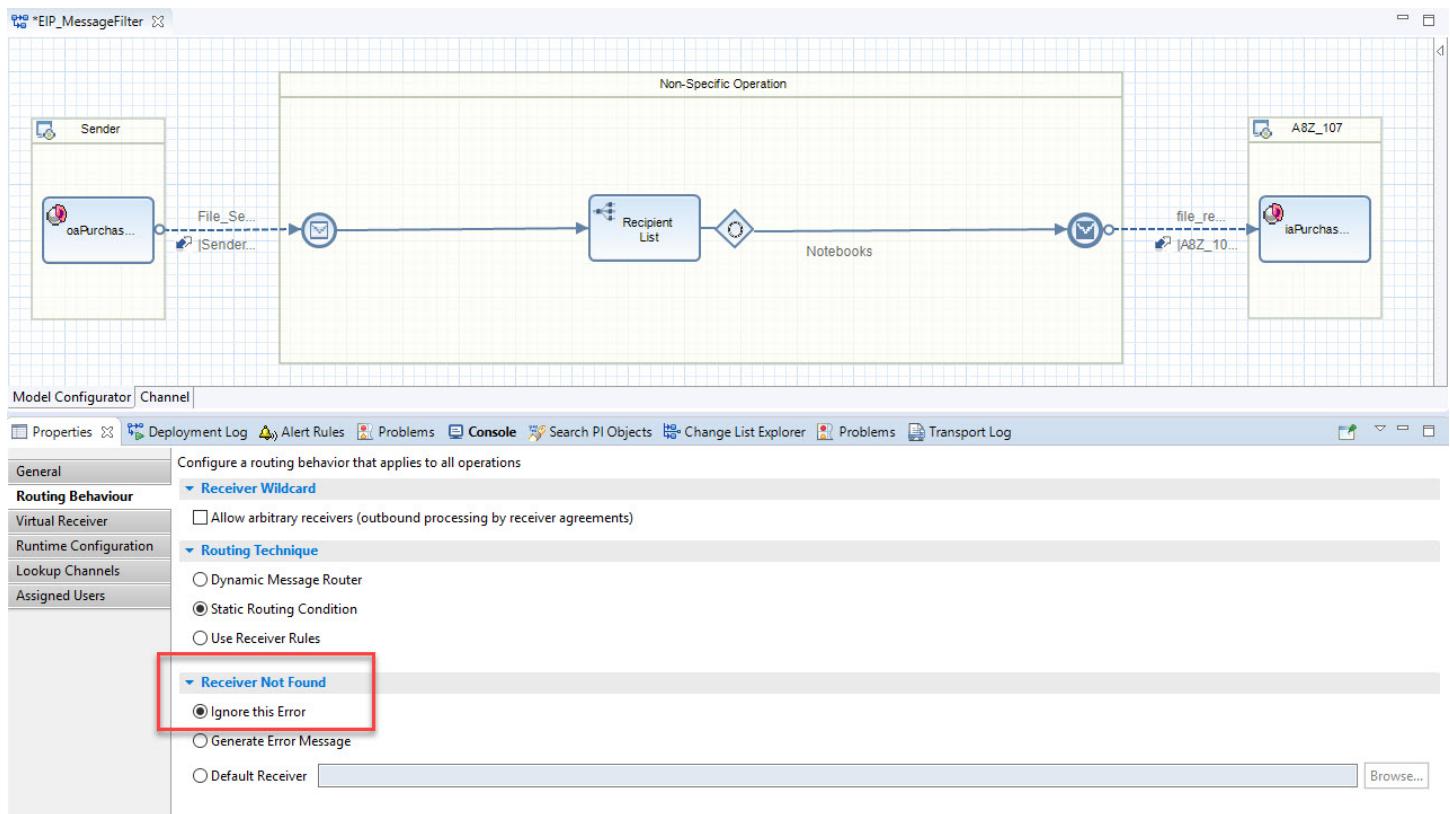 *EIP_MessageFilter
Non-Specific Operation
Sender
A8Z_107
oaPurchas...
File_Se...
|Sender...
Recipient
List
Notebooks
file_re...
|A8Z_10...
iaPurchas...
Model Configurator Channel
Properties Deployment Log Alert Rules Problems Console Search PI Objects Change List Explorer Problems Transport Log
General
Routing Behaviour
Virtual Receiver
Runtime Configuration
Lookup Channels
Assigned Users
Configure a routing behavior that applies to all operations
Receiver Wildcard
Allow arbitrary receivers (outbound processing by receiver agreements)
Routing Technique
Dynamic Message Router
Static Routing Condition
Use Receiver Rules
Receiver Not Found
Ignore this Error
Generate Error Message
Default Receiver Browse...